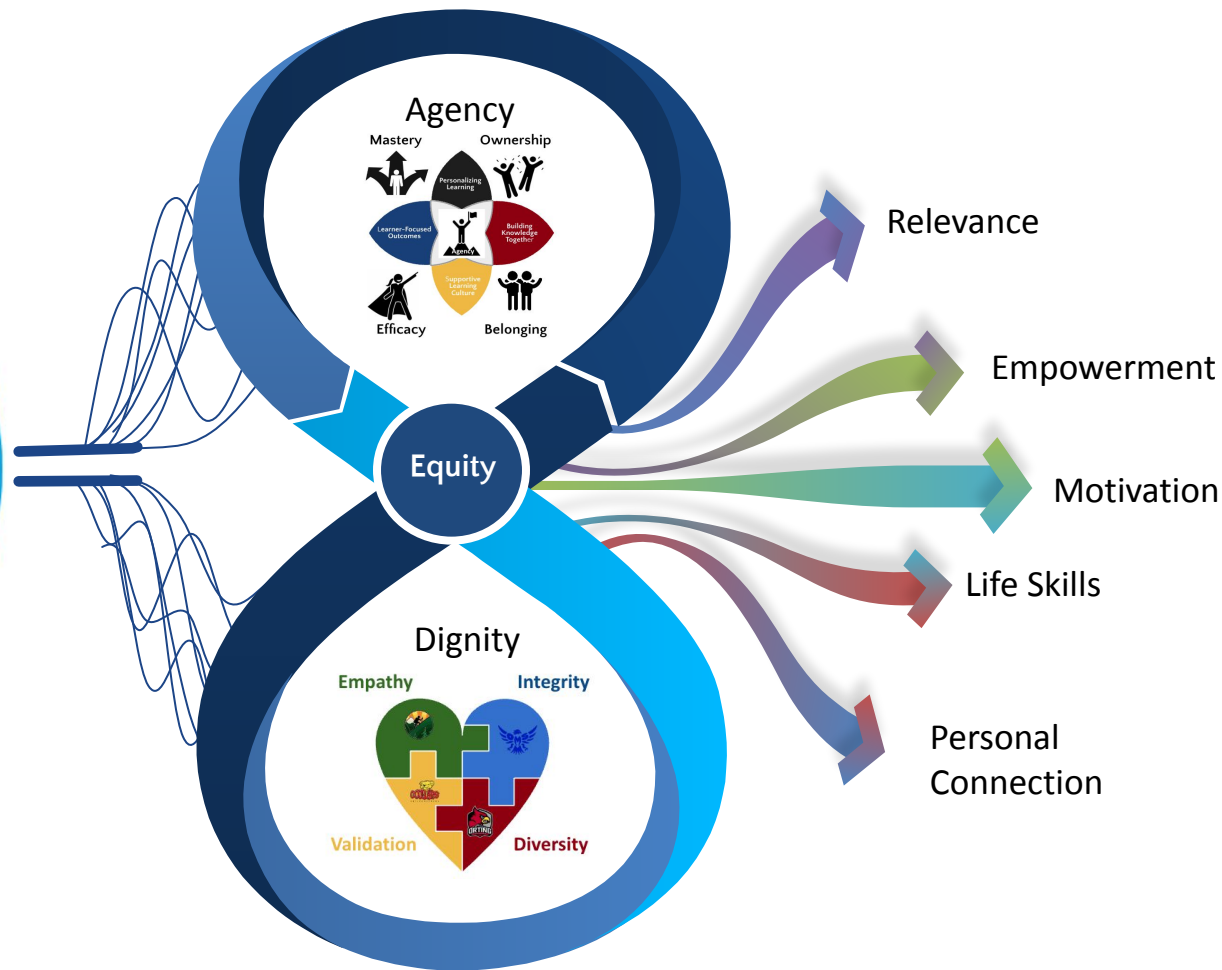 Agency
Mastery
Ownership
Personalizing
Learning
Learner-Focused
Outcomes
Building
Knowledge
Together
Agency
Supportive
Learning
Culture
Efficacy
Belonging
Relevance
Empowerment
Equity
Motivation
Life Skills
Dignity
Empathy
Integrity
Validation
Diversity
ORTING
Personal
Connection